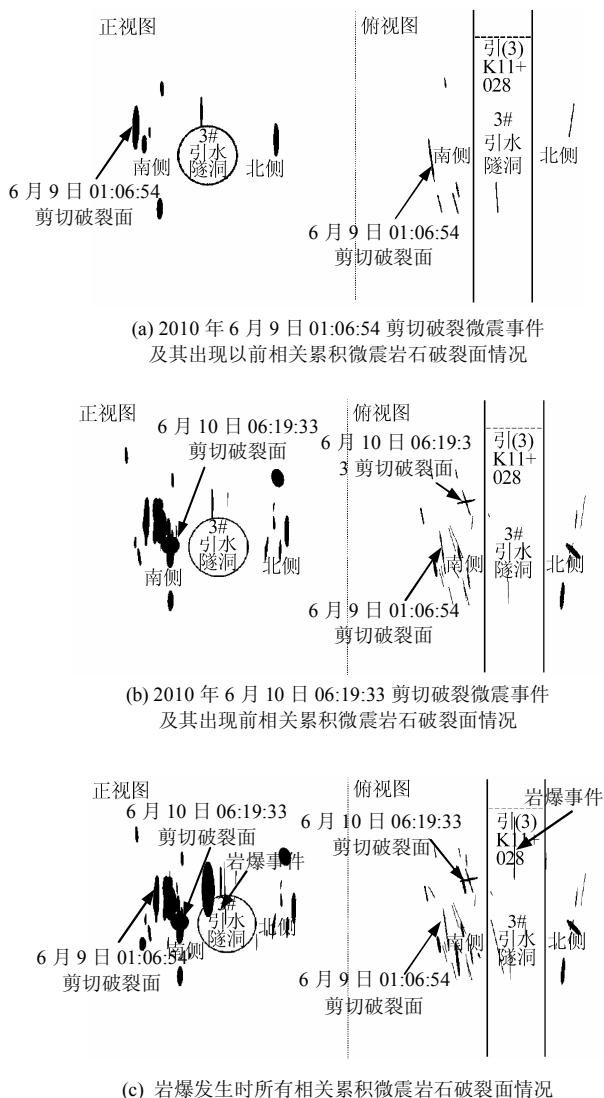 正视图
俯视图
引(3)
K11+
028
3#
引水
隧洞
南侧
北侧
6 月 9 日 01:06:54
剪切破裂面
3#
引水
隧洞
南侧
北侧
6 月 9 日 01:06:54
剪切破裂面
(a) 2010 年 6 月 9 日 01:06:54 剪切破裂微震事件
及其出现以前相关累积微震岩石破裂面情况
正视图
6 月 10 日 06:19:33
剪切破裂面
3#
引水
隧洞
南侧
北侧
俯视图
6 月 10 日 06:19:3
3 剪切破裂面
引(3)
K11+
028
3#
引水
隧洞
南侧
北侧
6 月 9 日 01:06:54
剪切破裂面
(b) 2010 年 6 月 10 日 06:19:33 剪切破裂微震事件
及其出现前相关累积微震岩石破裂面情况
正视图
6 月 10 日 06:19:33
剪切破裂面
岩爆事件
3#
引水
隧洞
南侧
北侧
6 月 9 日 01:06:54
剪切破裂面
俯视图
岩爆事件
6 月 10 日 06:19:33
剪切破裂面
引(3)
K11+
028
3#
引水
隧洞
南侧
北侧
6 月 9 日 01:06:54
剪切破裂面
(c) 岩爆发生时所有相关累积微震岩石破裂面情况